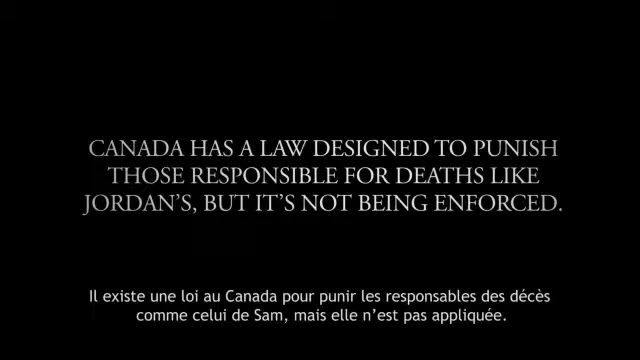 CANADA HAS A LAW DESIGNED TO PUNISH
THOSE RESPONSIBLE FOR DEATHS LIKE
JORDAN'S, BUT IT'S NOT BEING ENFORCED.
Il existe une loi au Canada pour punir les responsables des décès
comme celui de Sam, mais elle n'est pas appliquée.